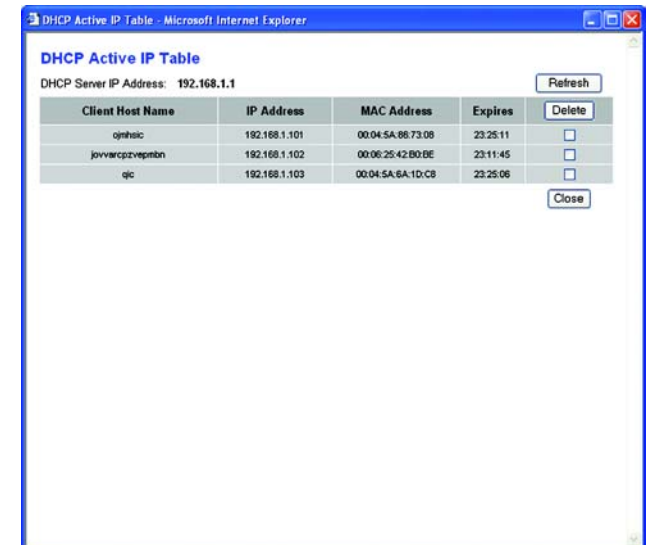 DHCP Active IP Table - Microsoft Internet Explorer
DHCP Active IP Table
DHCP Server IP Address: 192.168.1.1 Refresh
Client Host Name IP Address MAC Address Expires Delete
ojmhsic 192.168.1.101 00:04:5A:86:73:08 23:25:11
jovvarcpzvepmbn 192.168.1.102 00:06:25:42:B0:BE 23:11:45
qic 192.168.1.103 00:04:5A:6A:1D:C8 23:25:06
Close